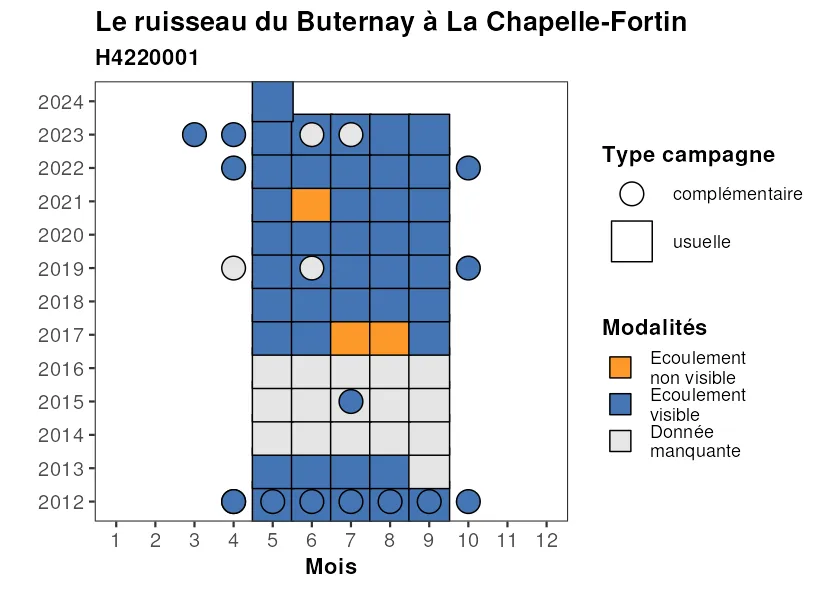 Le ruisseau du Buternay à La Chapelle-Fortin
H4220001
2024
2023
2022
2021
2020
2019
2018
2017
2016
2015
2014
2013
2012
1 2 3 4 5 6 7 8 9 10 11 12
Mois
Type campagne
complémentaire
usuelle
Modalités
Ecoulement
non visible
Ecoulement
visible
Donnée
manquante